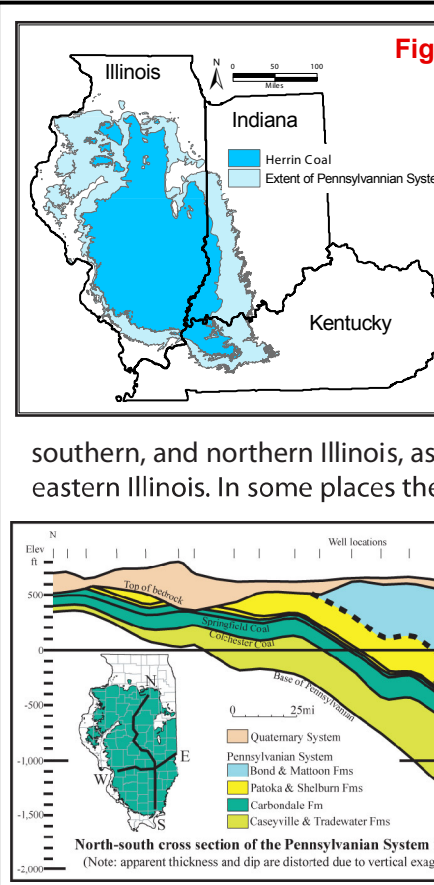 Fig
Illinois
N
0 50 100
Miles
Indiana
Herrin Coal
Extent of Pennsylvannian Syste
Kentucky
southern, and northern Illinois, as
eastern Illinois. In some places the
N
Well locations
Elev
ft
500
0
-500
-1,000
-1,500
-2,000
Top of bedrock
Springfield Coal
Colchester Coal
Base of Pennsylvanian
N
E
W
S
0 25mi
Quaternary System
Pennsylvanian System
Bond & Mattoon Fms
Patoka & Shelburn Fms
Carbondale Fm
Caseyville & Tradewater Fms
North-south cross section of the Pennsylvanian System
(Note: apparent thickness and dip are distorted due to vertical exag